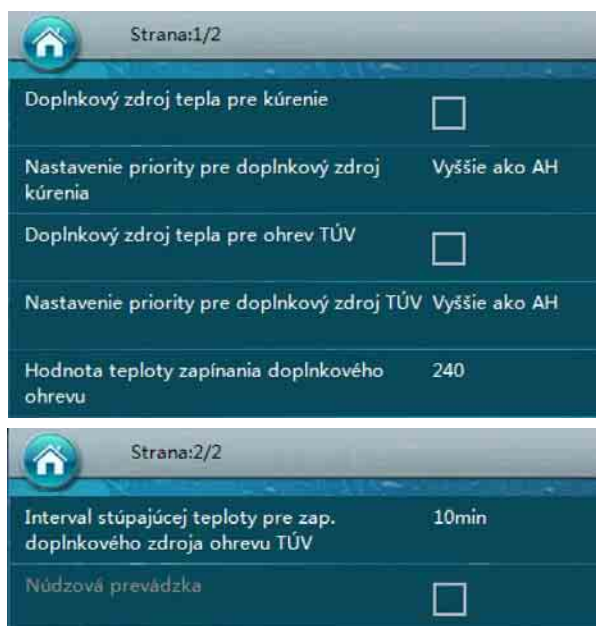 Strana:1/2
Doplnkový zdroj tepla pre kúrenie
Nastavenie priority pre doplnkový zdroj Vyššie ako AH
kúrenia
Doplnkový zdroj tepla pre ohrev TÚV
Nastavenie priority pre doplnkový zdroj TÚV Vyššie ako AH
Hodnota teploty zapínania doplnkového 240
ohrevu
Strana:2/2
Interval stúpajúcej teploty pre zap. 10min
doplnkového zdroja ohrevu TÚV
Núdzová prevádzka